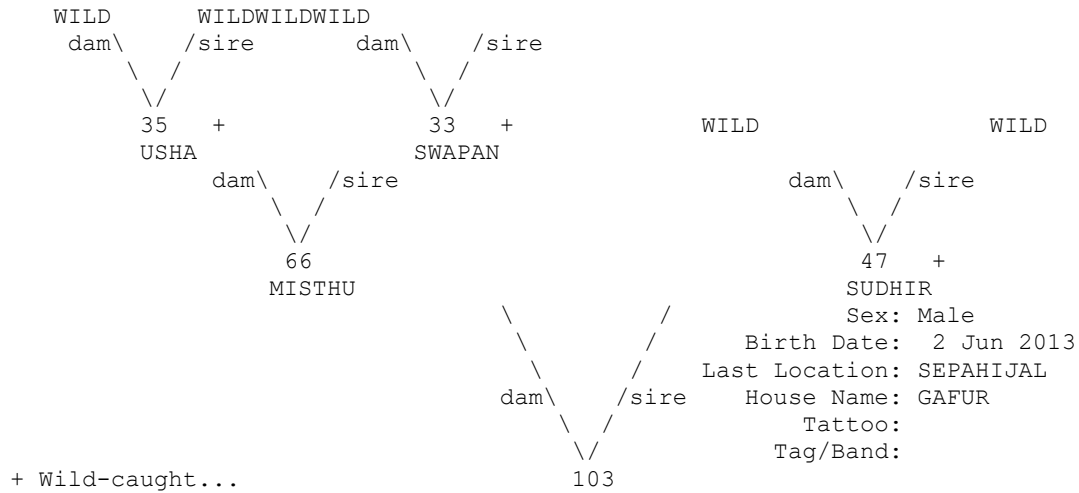 WILD WILDWILDWILD
dam\ /sire dam\ /sire
\ / \ /
\/ \/
35 + 33 + WILD WILD
USHA SWAPAN
dam\ /sire dam\ /sire
\ / \ /
\/ \/
66 47 +
MISTHU SUDHIR
\ / Sex: Male
\ / Birth Date: 2 Jun 2013
\ / Last Location: SEPAHIJAL
dam\ /sire House Name: GAFUR
\ / Tattoo:
\/ Tag/Band:
+ Wild-caught... 103